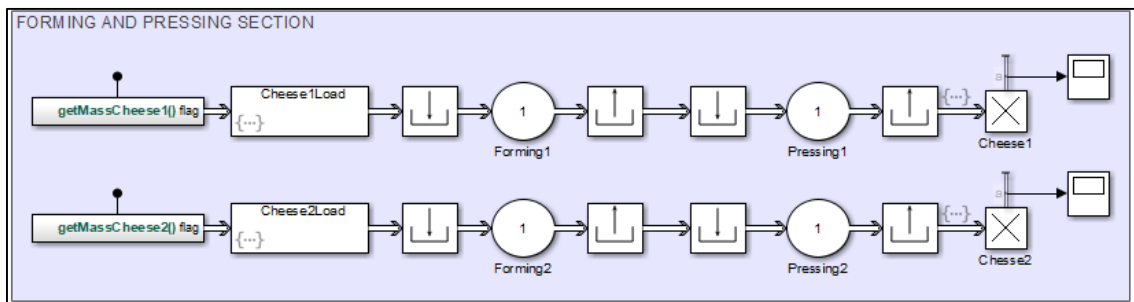 FORMING AND PRESSING SECTION
getMassCheese1() flag
Cheese1Load
{...}
1
Forming1
1
Pressing1
{...}
a
Cheese1
getMassCheese2() flag
Cheese2Load
{...}
1
Forming2
1
Pressing2
{...}
a
Chesse2